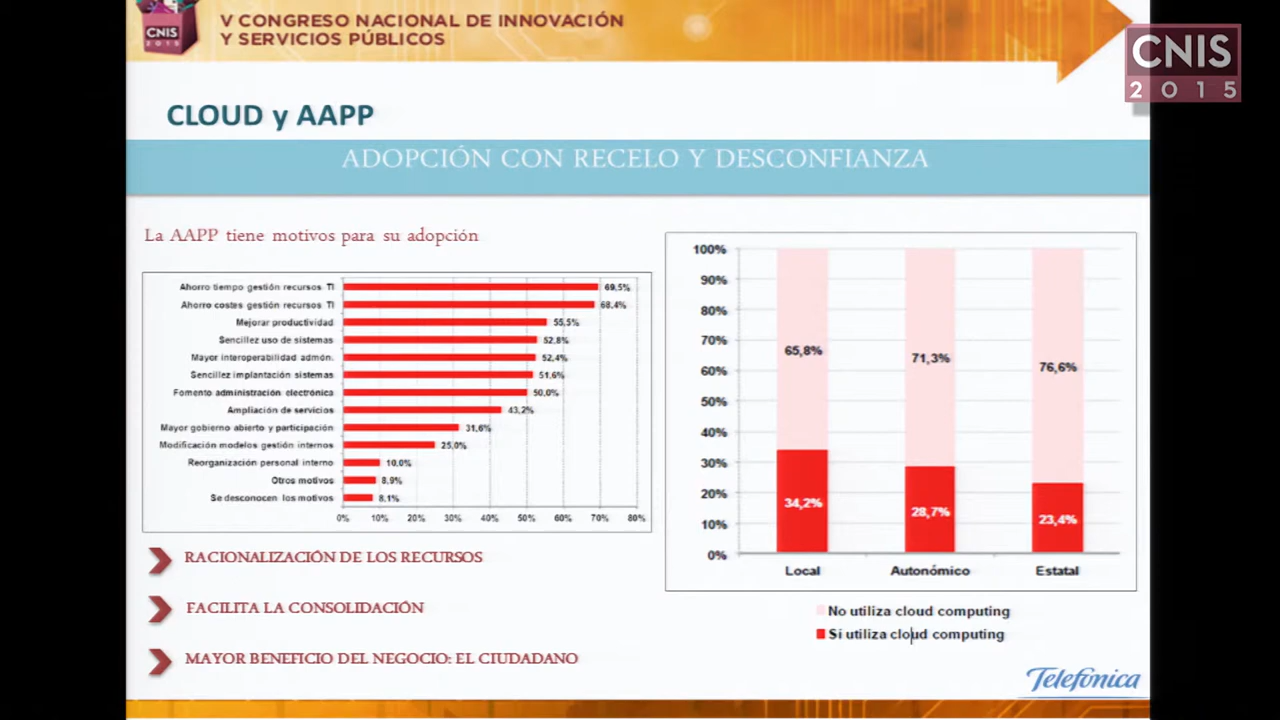 CNIS
2015
V CONGRESO NACIONAL DE INNOVACIÓN
Y SERVICIOS PÚBLICOS
CNIS
2015
CLOUD y AAPP
ADOPCIÓN CON RECELO Y DESCONFIANZA
La AAPP tiene motivos para su adopción
Ahorro tiempo gestión recursos TI 69,5%
Ahorro costes gestión recursos TI 68,4%
Mejorar productividad 55,5%
Sencillez uso de sistemas 52,8%
Mayor interoperabilidad admón. 52,4%
Sencillez implantación sistemas 51,6%
Fomento administración electrónica 50,0%
Ampliación de servicios 43,2%
Mayor gobierno abierto y participación 31,6%
Modificación modelos gestión internos 25,0%
Reorganización personal interno 10,0%
Otros motivos 8,9%
Se desconocen los motivos 8,1%
0% 10% 20% 30% 40% 50% 60% 70% 80%
100%
90%
80%
70%
60%
50%
40%
30%
20%
10%
0%
65,8% 71,3% 76,6%
34,2% 28,7% 23,4%
Local Autonómico Estatal
No utiliza cloud computing
Sí utiliza cloud computing
RACIONALIZACIÓN DE LOS RECURSOS
FACILITA LA CONSOLIDACIÓN
MAYOR BENEFICIO DEL NEGOCIO: EL CIUDADANO
Telefónica